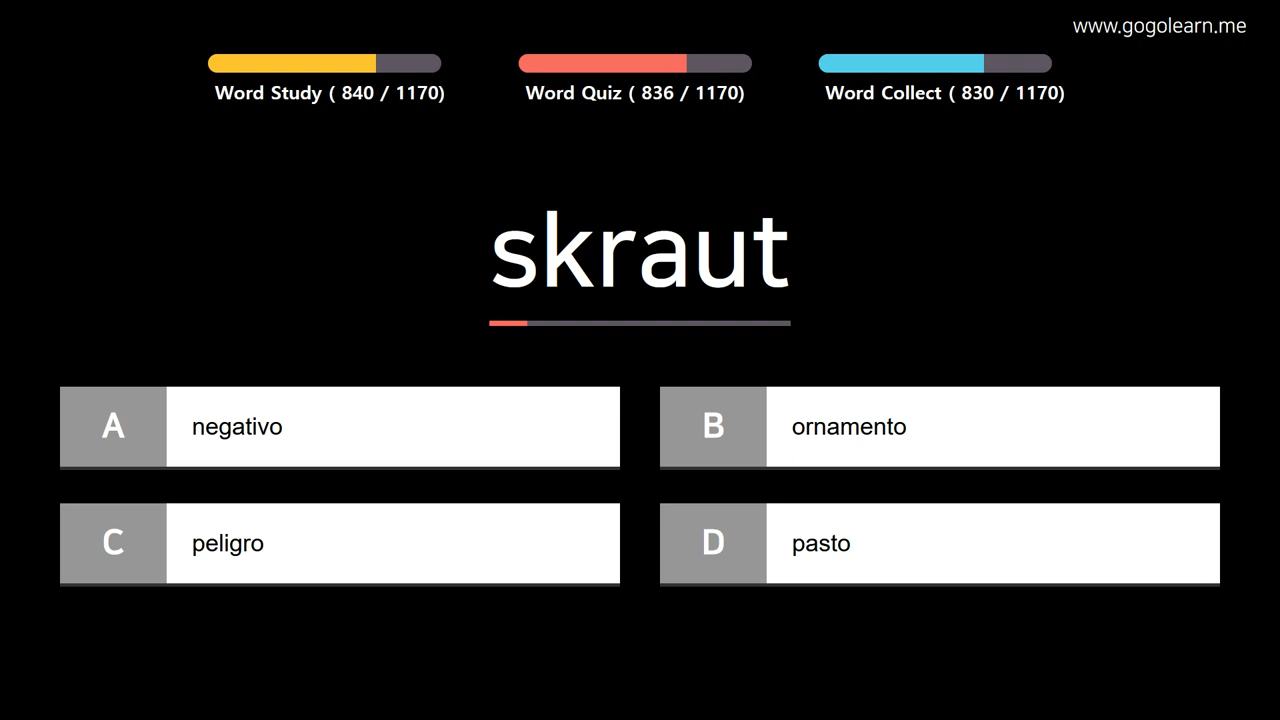 www.gogolearn.me
Word Study ( 840 / 1170)
Word Quiz ( 836 / 1170)
Word Collect ( 830 / 1170)
skraut
A negativo
B ornamento
C peligro
D pasto